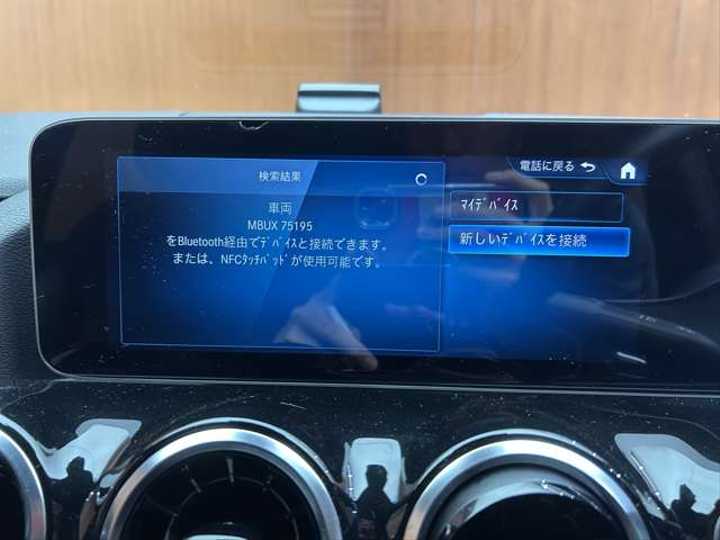 検索結果
電話に戻る
車両
MBUX 75195
をBluetooth経由でﾃﾞﾊﾞｲｽと接続できます。
または、NFCﾀｯﾁﾊﾟｯﾄﾞが使用可能です。
ﾏｲﾃﾞﾊﾞｲｽ
新しいﾃﾞﾊﾞｲｽを接続